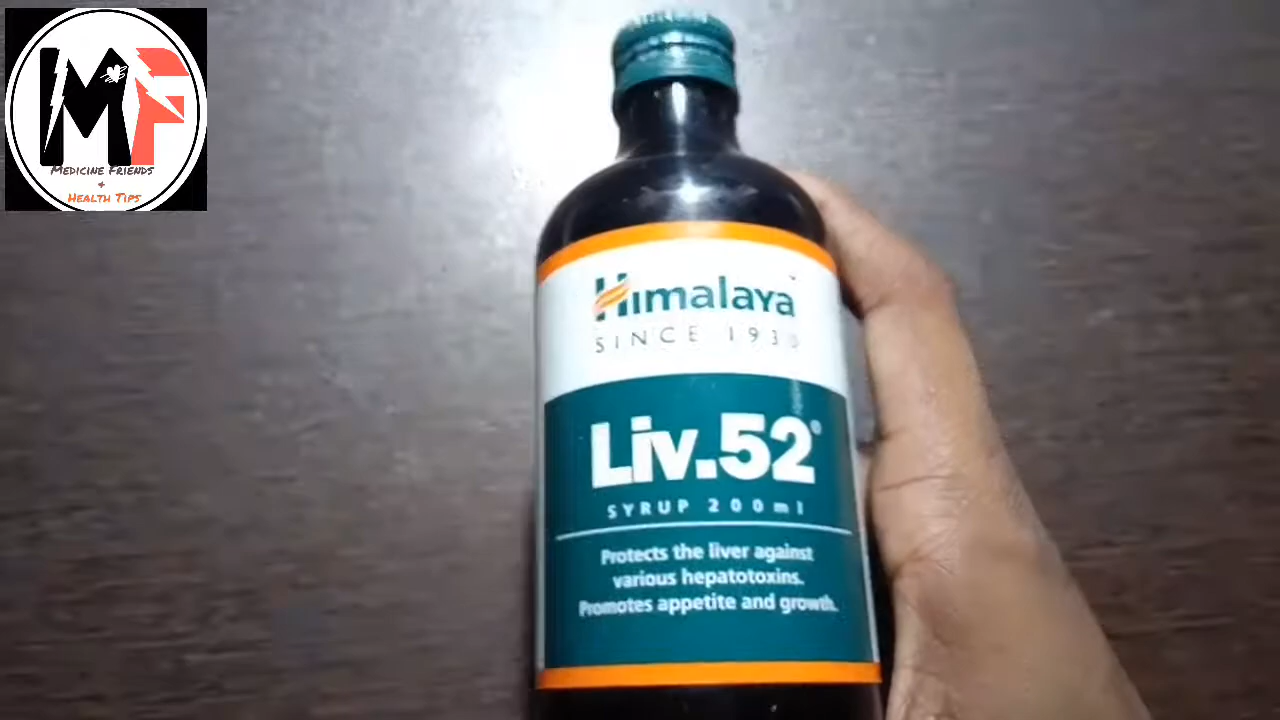 MF
Medicine Friends
+
Health Tips
Himalaya™
SINCE 1930
Liv.52®
SYRUP 200ml
Protects the liver against
various hepatotoxins.
Promotes appetite and growth.